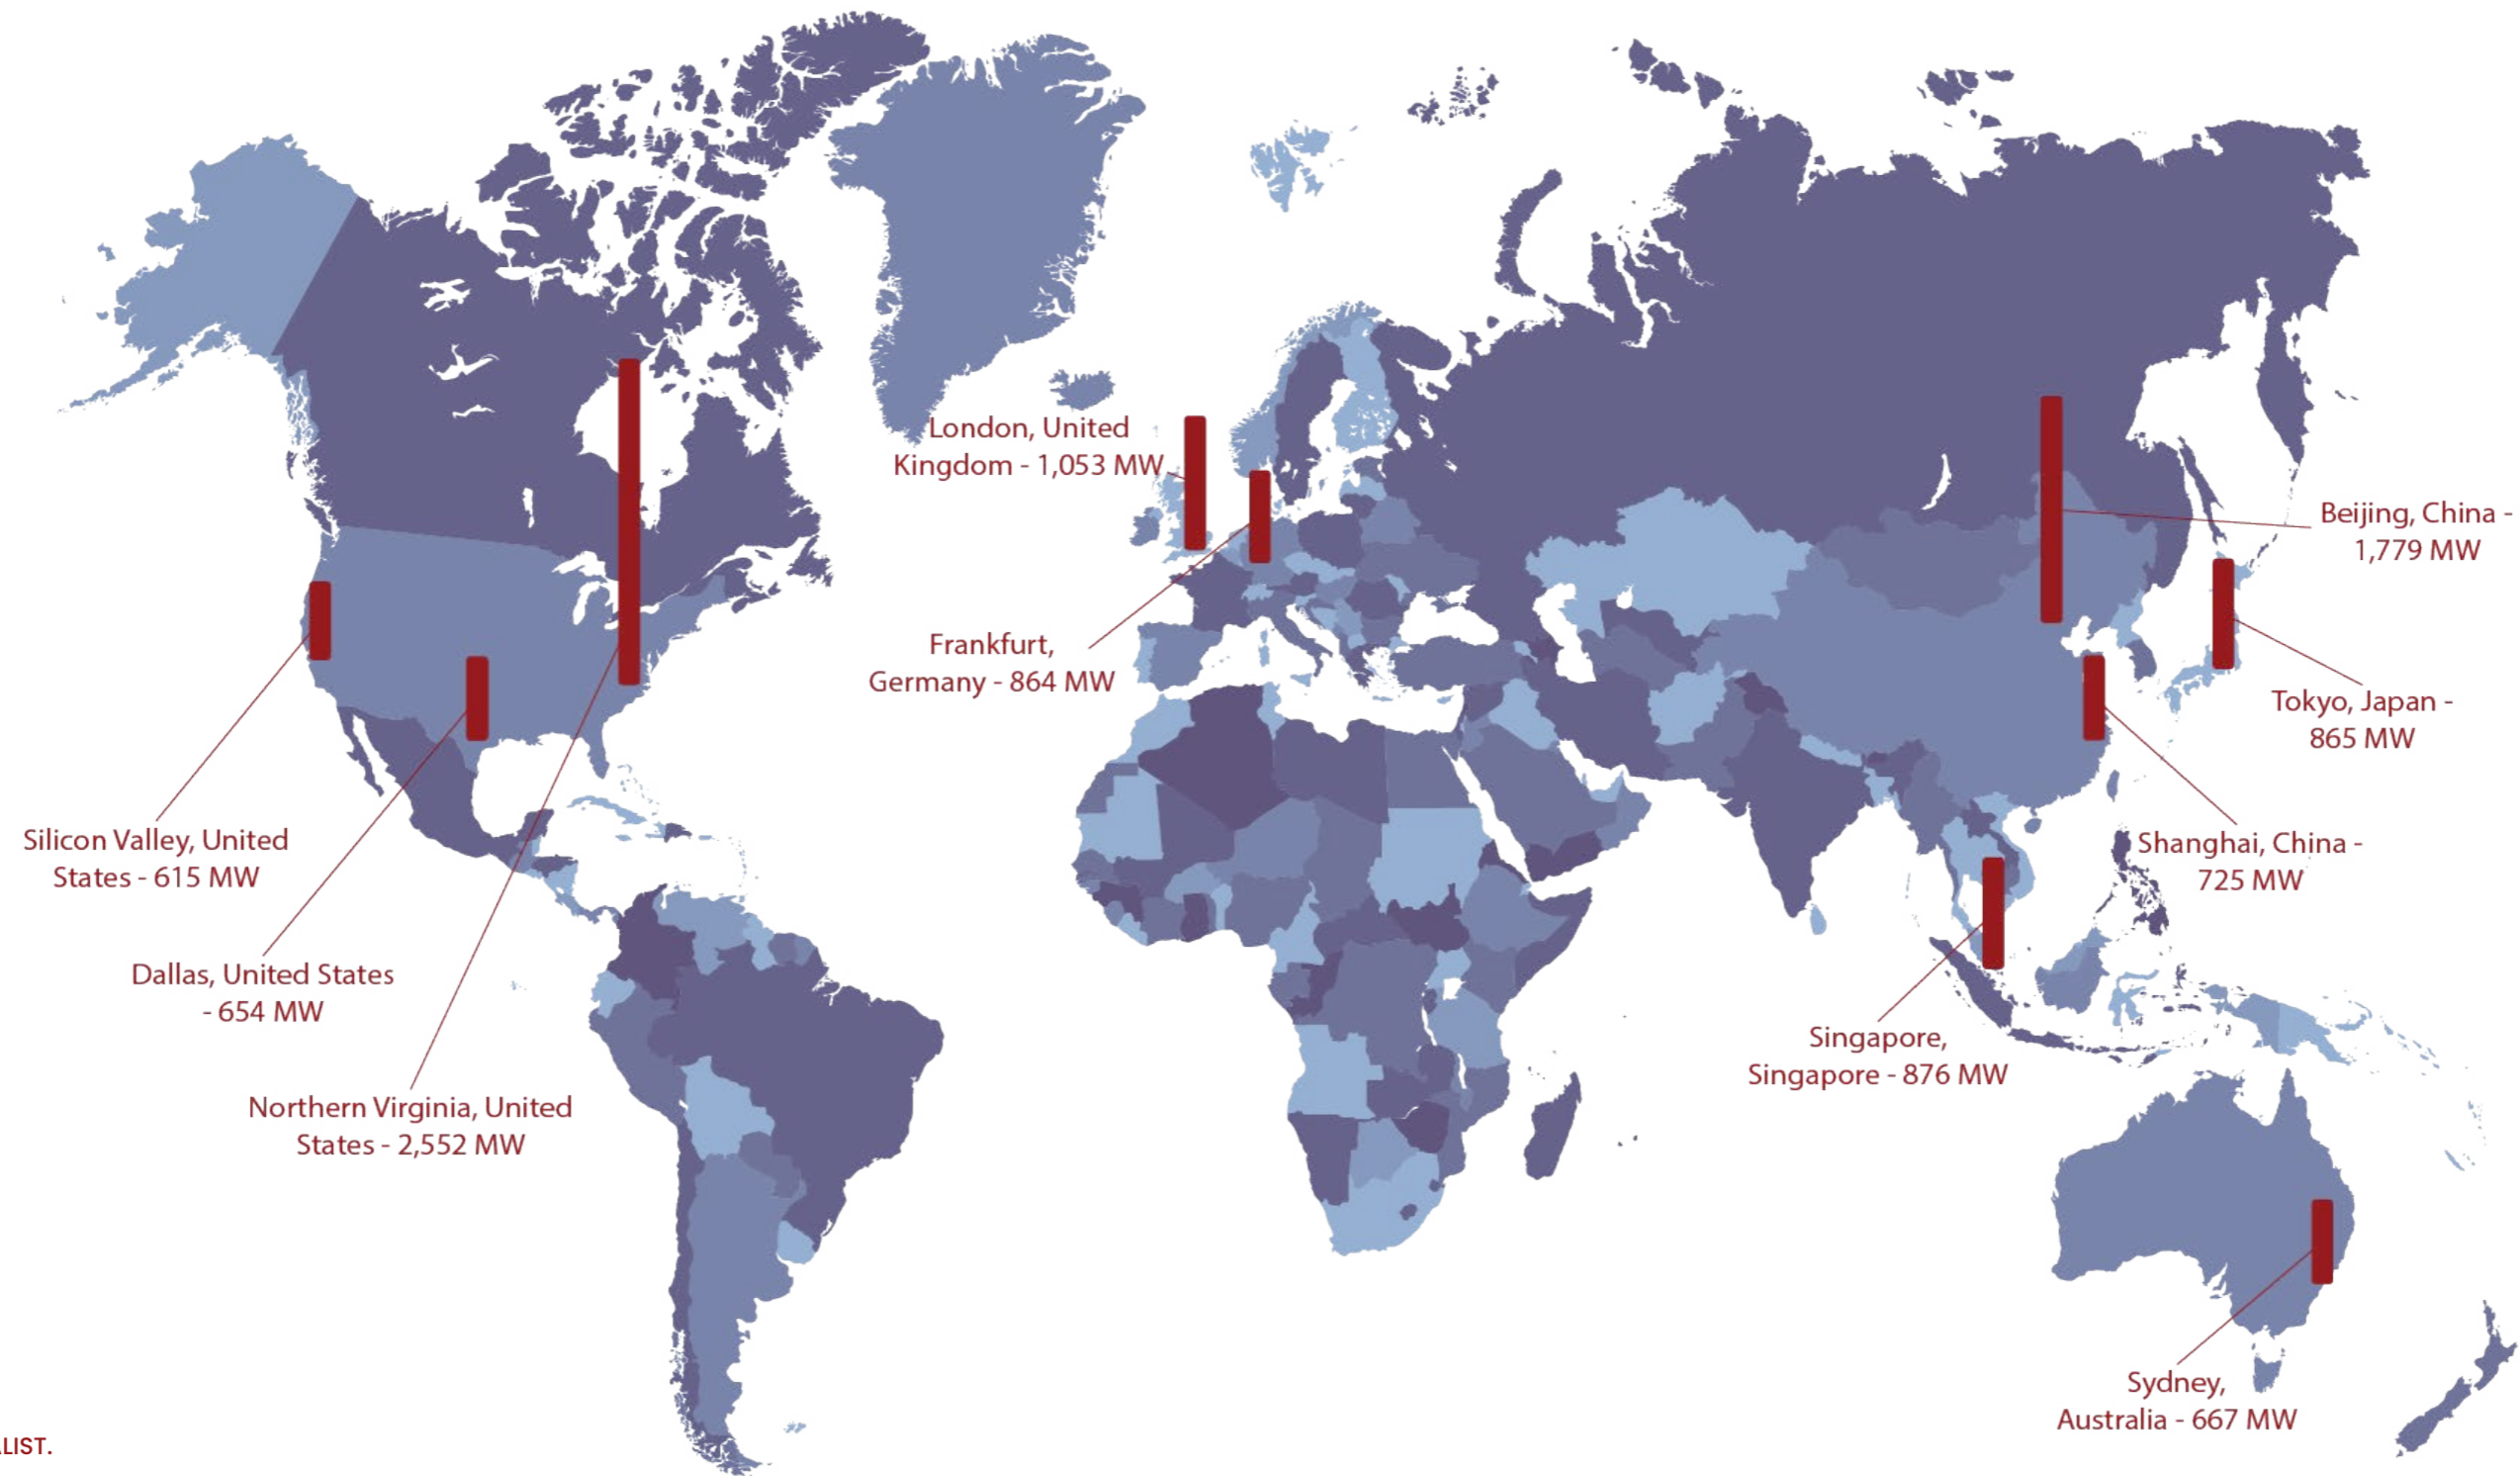 London, United
Kingdom - 1,053 MW
Beijing, China -
1,779 MW
Frankfurt,
Germany - 864 MW
Tokyo, Japan -
865 MW
Silicon Valley, United
States - 615 MW
Shanghai, China -
725 MW
Dallas, United States
- 654 MW
Singapore,
Singapore - 876 MW
Northern Virginia, United
States - 2,552 MW
Sydney,
Australia - 667 MW